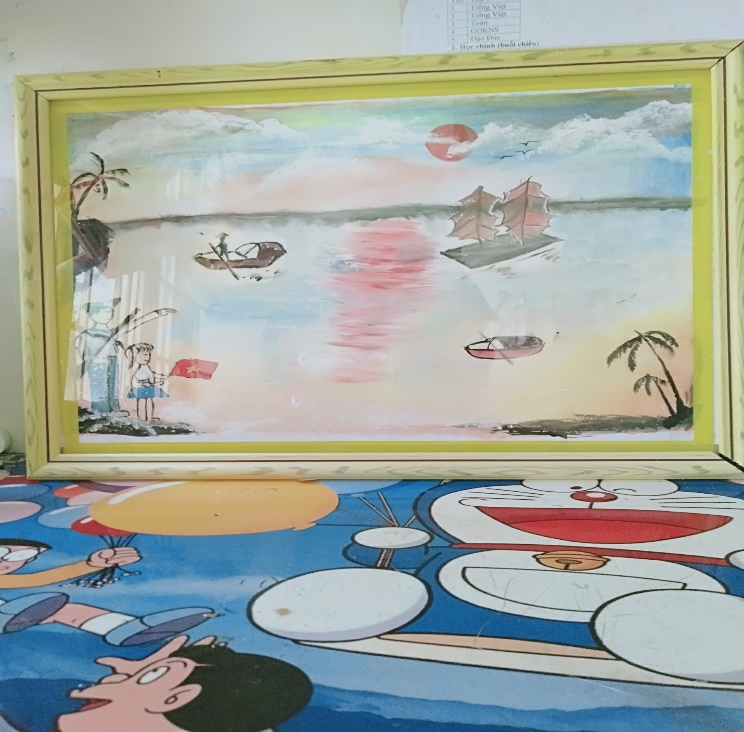 Tiếng Việt
Tiếng Việt
Toán
GDKNS
Đạo Đức
2. Học chính (buổi chiều)